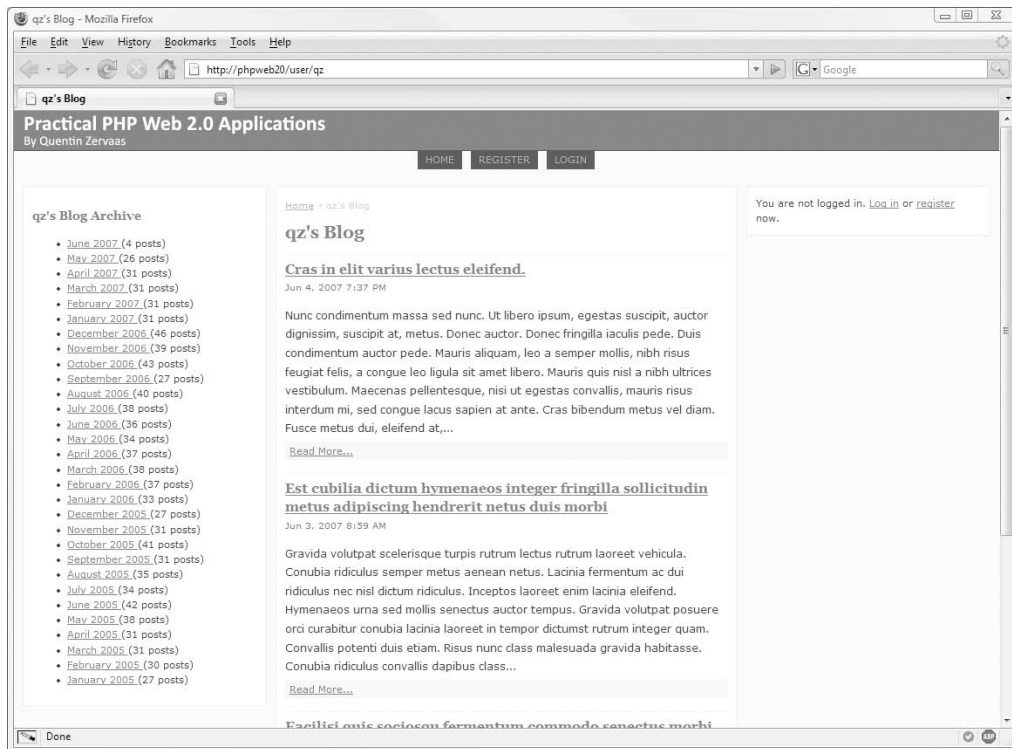 qz's Blog - Mozilla Firefox
File Edit View History Bookmarks Tools Help
http://phpweb20/user/qz
G Google
qz's Blog
Practical PHP Web 2.0 Applications
By Quentin Zervaas
HOME REGISTER LOGIN
qz's Blog Archive
• June 2007 (4 posts)
• May 2007 (26 posts)
• April 2007 (31 posts)
• March 2007 (31 posts)
• February 2007 (31 posts)
• January 2007 (31 posts)
• December 2006 (46 posts)
• November 2006 (39 posts)
• October 2006 (43 posts)
• September 2006 (27 posts)
• August 2006 (40 posts)
• July 2006 (38 posts)
• June 2006 (36 posts)
• May 2006 (34 posts)
• April 2006 (37 posts)
• March 2006 (38 posts)
• February 2006 (37 posts)
• January 2006 (33 posts)
• December 2005 (27 posts)
• November 2005 (31 posts)
• October 2005 (41 posts)
• September 2005 (31 posts)
• August 2005 (35 posts)
• July 2005 (34 posts)
• June 2005 (42 posts)
• May 2005 (38 posts)
• April 2005 (31 posts)
• March 2005 (31 posts)
• February 2005 (30 posts)
• January 2005 (27 posts)
Home » qz's Blog
qz's Blog
Cras in elit varius lectus eleifend.
Jun 4, 2007 7:37 PM
Nunc condimentum massa sed nunc. Ut libero ipsum, egestas suscipit, auctor
dignissim, suscipit at, metus. Donec auctor. Donec fringilla iaculis pede. Duis
condimentum auctor pede. Mauris aliquam, leo a semper mollis, nibh risus
feugiat felis, a congue leo ligula sit amet libero. Mauris quis nisl a nibh ultrices
vestibulum. Maecenas pellentesque, nisi ut egestas convallis, mauris risus
interdum mi, sed congue lacus sapien at ante. Cras bibendum metus vel diam.
Fusce metus dui, eleifend at,...
Read More...
Est cubilia dictum hymenaeos integer fringilla sollicitudin
metus adipiscing hendrerit netus duis morbi
Jun 3, 2007 8:59 AM
Gravida volutpat scelerisque turpis rutrum lectus rutrum laoreet vehicula.
Conubia ridiculus semper metus aenean netus. Lacinia fermentum ac dui
ridiculus nec nisl dictum ridiculus. Inceptos laoreet enim lacinia eleifend.
Hymenaeos urna sed mollis senectus auctor tempus. Gravida volutpat posuere
orci curabitur conubia lacinia laoreet in tempor dictumst rutrum integer quam.
Convallis potenti duis etiam. Risus nunc class malesuada gravida habitasse.
Conubia ridiculus convallis dapibus class...
Read More...
Facilisi quis sociosqu fermentum commodo senectus morbi
You are not logged in. Log in or register
now.
Done
ABP